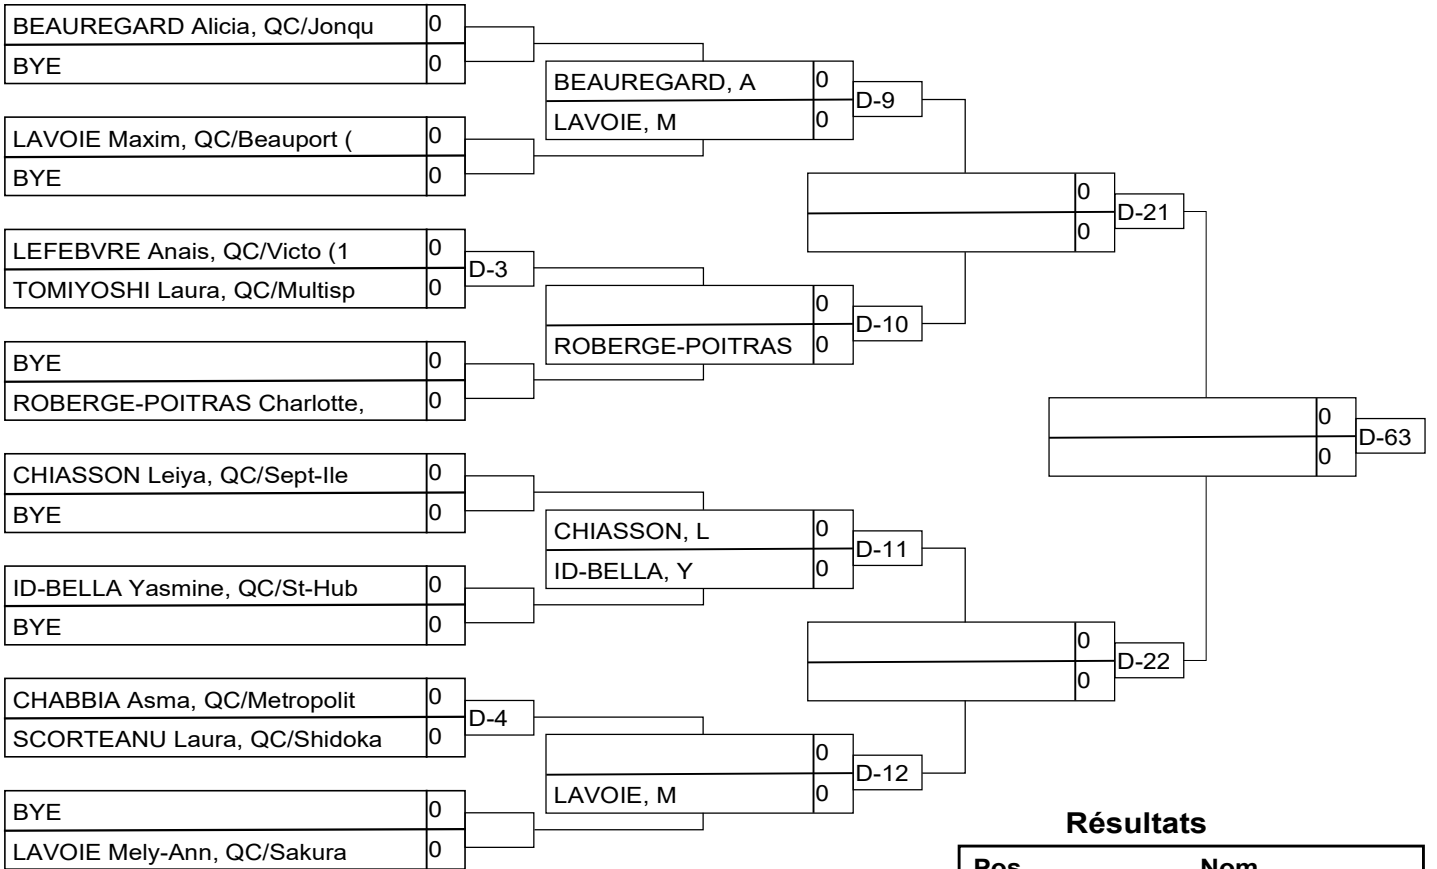 BEAUREGARD Alicia, QC/Jonqu 0
BYE 0
BEAUREGARD, A 0
LAVOIE, M 0
D-9
LAVOIE Maxim, QC/Beauport ( 0
BYE 0
0
0
D-21
LEFEBVRE Anais, QC/Victo (1 0
TOMIYOSHI Laura, QC/Multisp 0
D-3
0
ROBERGE-POITRAS 0
D-10
BYE 0
ROBERGE-POITRAS Charlotte, 0
0
0
D-63
CHIASSON Leiya, QC/Sept-Ile 0
BYE 0
CHIASSON, L 0
ID-BELLA, Y 0
D-11
ID-BELLA Yasmine, QC/St-Hub 0
BYE 0
0
0
D-22
CHABBIA Asma, QC/Metropolit 0
SCORTEANU Laura, QC/Shidoka 0
D-4
0
LAVOIE, M 0
D-12
BYE 0
LAVOIE Mely-Ann, QC/Sakura 0
Résultats
Pos Nom